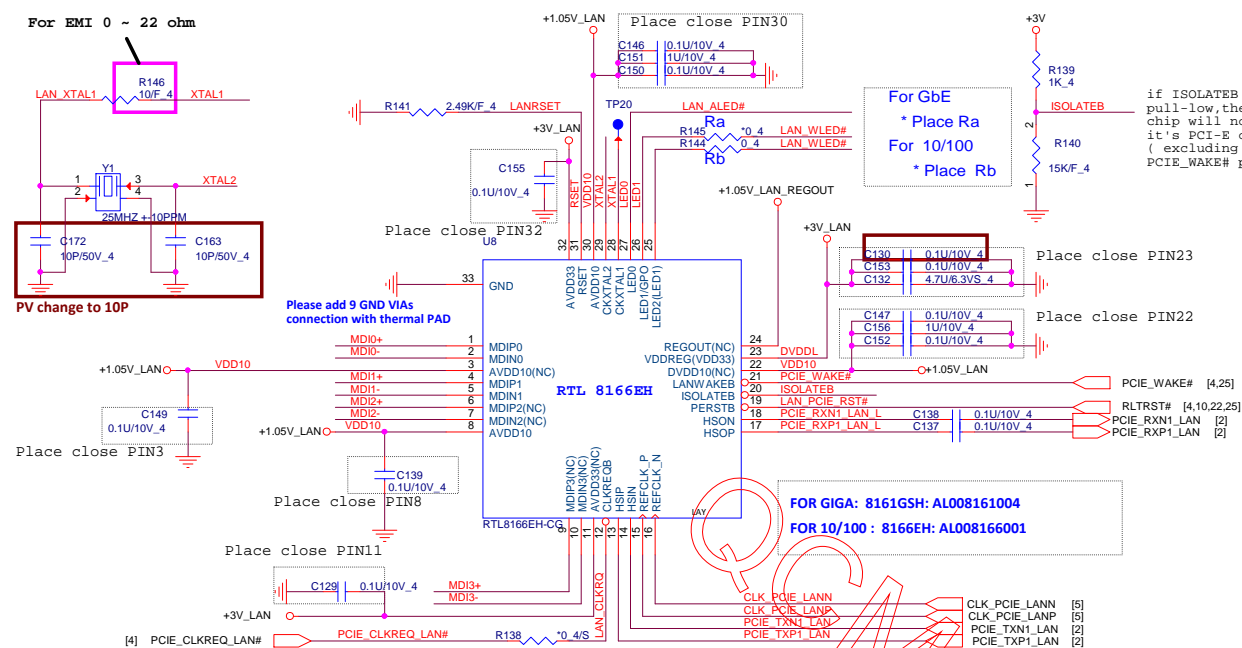 For EMI 0 ~ 22 ohm
R146
10/F_4
LAN_XTAL1
XTAL1
Y1
1
2
3
4
XTAL2
25MHZ +-10PPM
C172
10P/50V_4
C163
10P/50V_4
PV change to 10P
+1.05V_LAN
Place close PIN30
C146
0.1U/10V_4
C151
1U/10V_4
C150
0.1U/10V_4
R141
2.49K/F_4
LANRSET
TP20
+3V_LAN
C155
0.1U/10V_4
Place close PIN32
LAN_ALED#
Ra
R145
*0_4
LAN_WLED#
R144
0_4
LAN_WLED#
Rb
For GbE
* Place Ra
For 10/100
* Place Rb
+3V
R139
1K_4
ISOLATEB
2
R140
15K/F_4
1
if ISOLATEB
pull-low,the
chip will no
it's PCI-E
( excluding
PCIE_WAKE# p
RSET
VDD10
XTAL2
XTAL1
LED0
LED1
32
31
30
29
28
27
26
25
AVDD33
RSET
AVDD10
CKXTAL2
CKXTAL1
LED0
LED1/GPO
LED2(LED1)
U8
33
GND
Please add 9 GND VIAs
connection with thermal PAD
MDI0+
1
MDIP0
MDI0-
2
MDIN0
+1.05V_LAN
VDD10
3
AVDD10(NC)
MDI1+
4
MDIP1
MDI1-
5
MDIN1
MDI2+
6
MDIP2(NC)
MDI2-
7
MDIN2(NC)
+1.05V_LAN
VDD10
8
AVDD10
RTL 8166EH
C149
0.1U/10V_4
Place close PIN3
C139
0.1U/10V_4
Place close PIN8
+1.05V_LAN_REGOUT
+3V_LAN
C130
0.1U/10V_4
C153
0.1U/10V_4
C132
4.7U/6.3VS_4
Place close PIN23
C147
0.1U/10V_4
C156
1U/10V_4
C152
0.1U/10V_4
Place close PIN22
REGOUT(NC)
24
VDDREG(VDD33)
23
DVDDL
DVDD10(NC)
22
VDD10
+1.05V_LAN
LANWAKEB
21
PCIE_WAKE#
PCIE_WAKE# [4,25]
ISOLATEB
20
ISOLATEB
PERSTB
19
LAN_PCIE_RST#
RLTRST# [4,10,22,25]
HSON
18
PCIE_RXN1_LAN_L
C138
0.1U/10V_4
PCIE_RXN1_LAN [2]
HSOP
17
PCIE_RXP1_LAN_L
C137
0.1U/10V_4
PCIE_RXP1_LAN [2]
MDIP3(NC)
MDIN3(NC)
AVDD33(NC)
CLKREQB
HSIP
HSIN
REFCLK_P
REFCLK_N
RTL8166EH-CG
LAY
9
10
11
12
13
14
15
16
FOR GIGA: 8161GSH: AL008161004
FOR 10/100 : 8166EH: AL008166001
Place close PIN11
C129
0.1U/10V_4
MDI3+
MDI3-
+3V_LAN
LAN_CLKRQ
[4] PCIE_CLKREQ_LAN#
PCIE_CLKREQ_LAN#
R138
*0_4/S
CLK_PCIE_LANN
CLK_PCIE_LANN [5]
CLK_PCIE_LANP
CLK_PCIE_LANP [5]
PCIE_TXN1_LAN
PCIE_TXN1_LAN [2]
PCIE_TXP1_LAN
PCIE_TXP1_LAN [2]